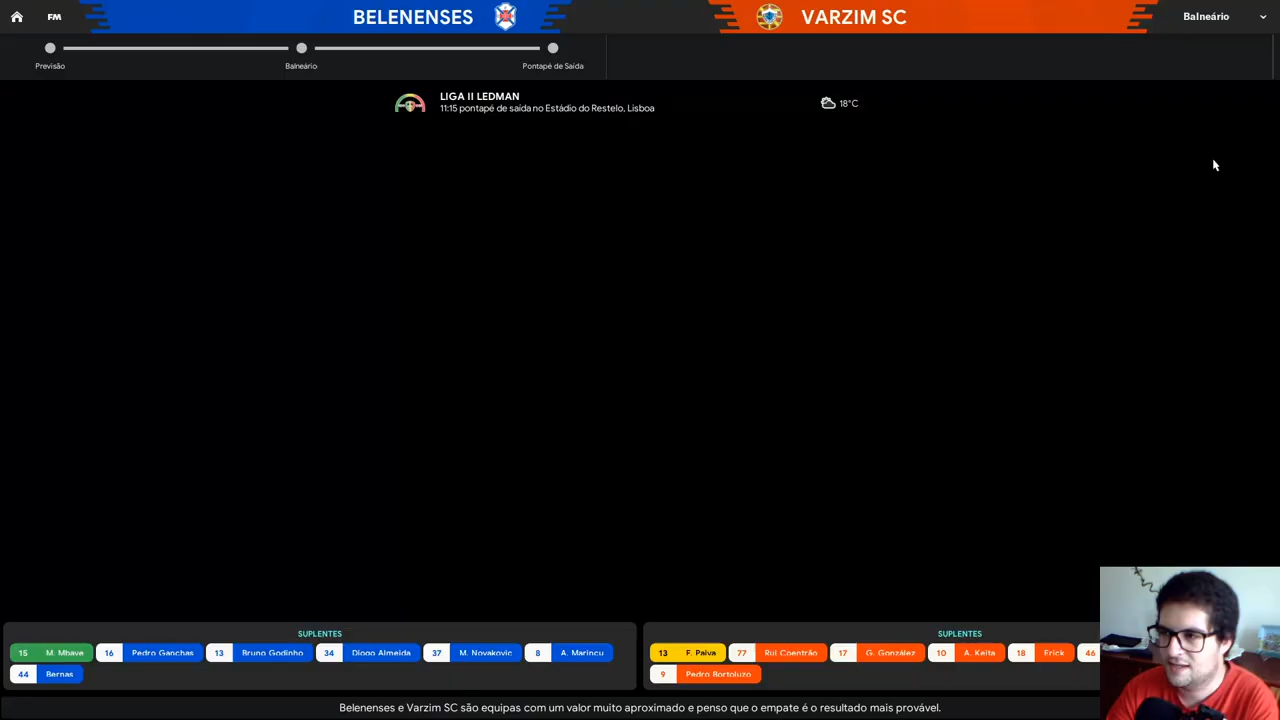 FM
BELENENSES
VARZIM SC
Balneário
Previsão
Balneário
Pontapé de Saída
LIGA II LEDMAN
11:15 pontapé de saída no Estádio do Restelo, Lisboa
18°C
SUPLENTES
15 M. Mbaye 16 Pedro Ganchas 13 Bruno Godinho 34 Diogo Almeida 37 M. Novakovic 8 A. Marincu
44 Bernas
SUPLENTES
13 F. Paiva 77 Rui Coentrão 17 G. González 10 A. Keita 18 Erick 46
9 Pedro Bortoluzo
Belenenses e Varzim SC são equipas com um valor muito aproximado e penso que o empate é o resultado mais provável.